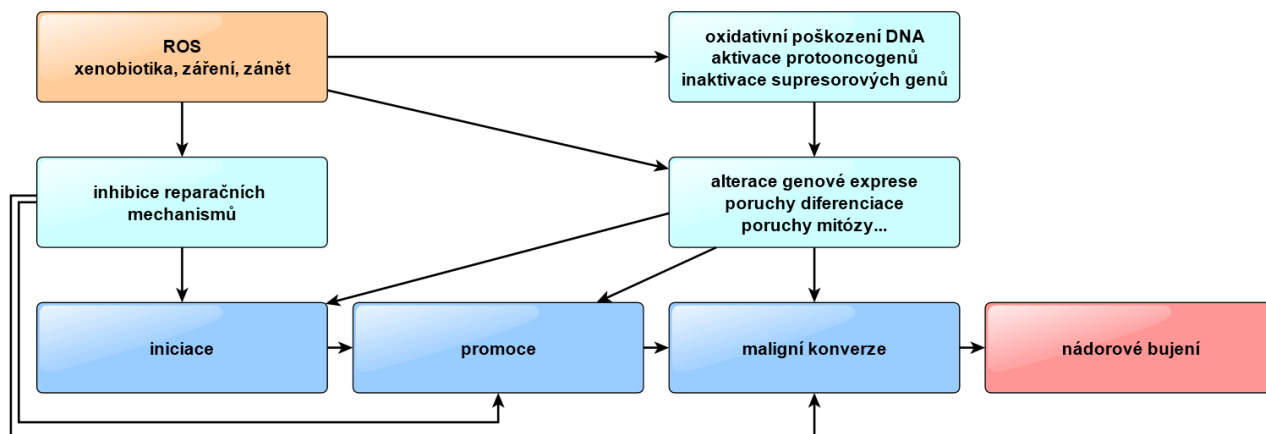 ROS
xenobiotika, záření, zánět
oxidativní poškození DNA
aktivace protooncogenů
inaktivace supresorových genů
inhibice reparačních
mechanismů
alterace genové exprese
poruchy diferenciace
poruchy mitózy...
iniciace
promoce
maligní konverze
nádorové bujení